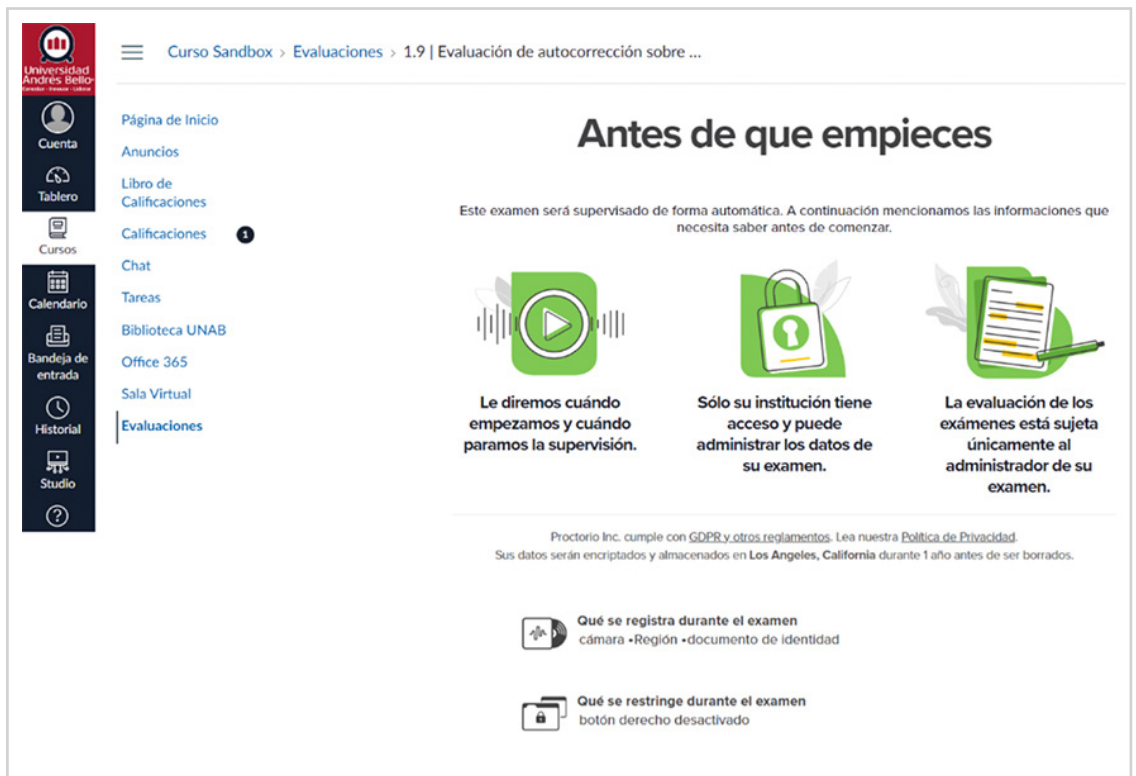 Universidad
Andrés Bello
Curso Sandbox > Evaluaciones > 1.9 | Evaluación de autocorrección sobre ...
Cuenta
Tablero
Cursos
Calendario
Bandeja de
entrada
Historial
Studio
Página de Inicio
Anuncios
Libro de
Calificaciones
Calificaciones 1
Chat
Tareas
Biblioteca UNAB
Office 365
Sala Virtual
Evaluaciones
Antes de que empieces
Este examen será supervisado de forma automática. A continuación mencionamos las informaciones que
necesita saber antes de comenzar.
Le diremos cuándo
empezamos y cuándo
paramos la supervisión.
Sólo su institución tiene
acceso y puede
administrar los datos de
su examen.
La evaluación de los
exámenes está sujeta
únicamente al
administrador de su
examen.
Proctorio Inc. cumple con GDPR y otros reglamentos. Lea nuestra Política de Privacidad.
Sus datos serán encriptados y almacenados en Los Angeles, California durante 1 año antes de ser borrados.
Qué se registra durante el examen
cámara •Región •documento de identidad
Qué se restringe durante el examen
botón derecho desactivado